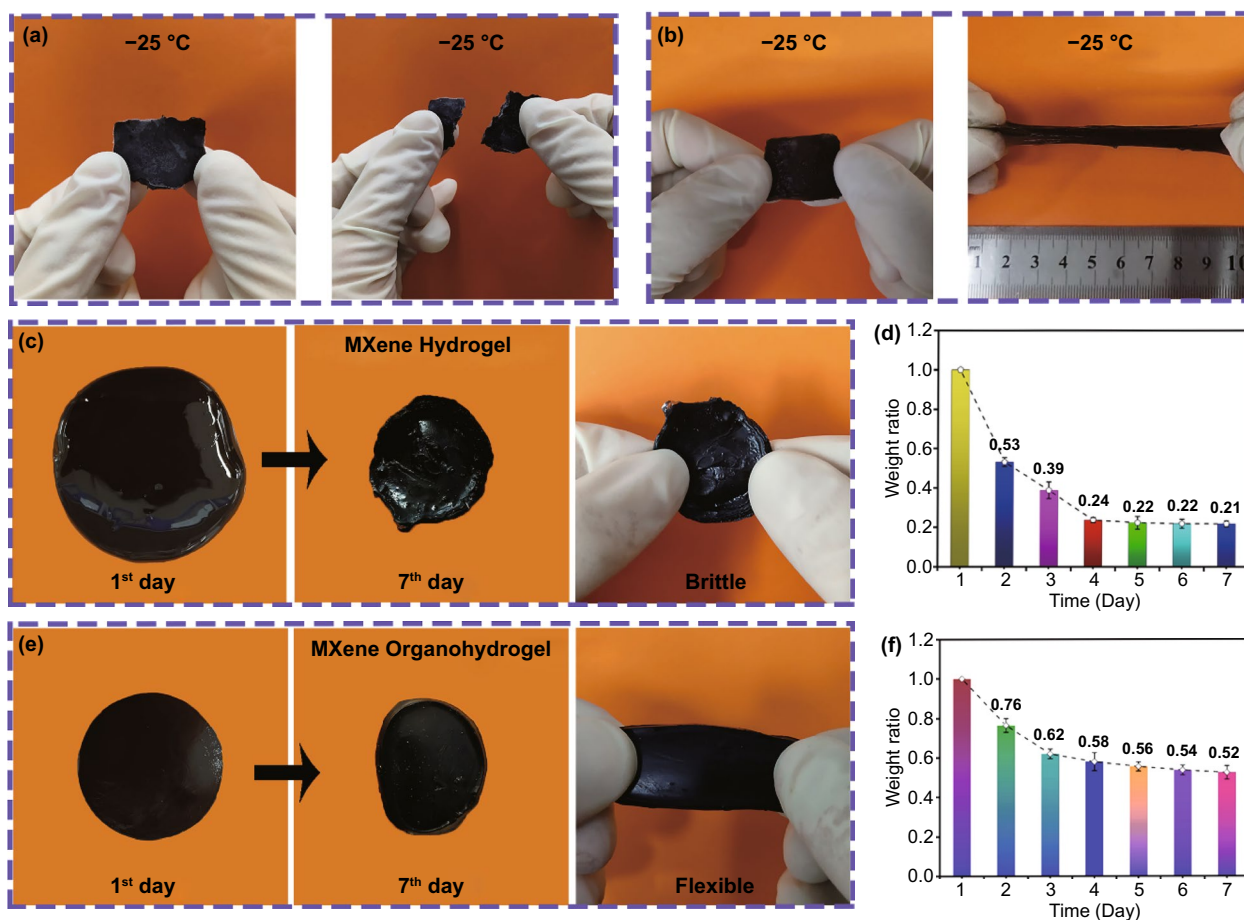 (a)
−25 °C
−25 °C
(b)
−25 °C
−25 °C
1 2 3 4 5 6 7 8 9 10
(c)
MXene Hydrogel
1st day
7th day
Brittle
(d)
1.2
1.0
0.8
0.6
0.4
0.2
0.0
Weight ratio
0.53
0.39
0.24
0.22
0.22
0.21
1 2 3 4 5 6 7
Time (Day)
(e)
MXene Organohydrogel
1st day
7th day
Flexible
(f)
1.2
1.0
0.8
0.6
0.4
0.2
0.0
Weight ratio
0.76
0.62
0.58
0.56
0.54
0.52
1 2 3 4 5 6 7
Time (Day)